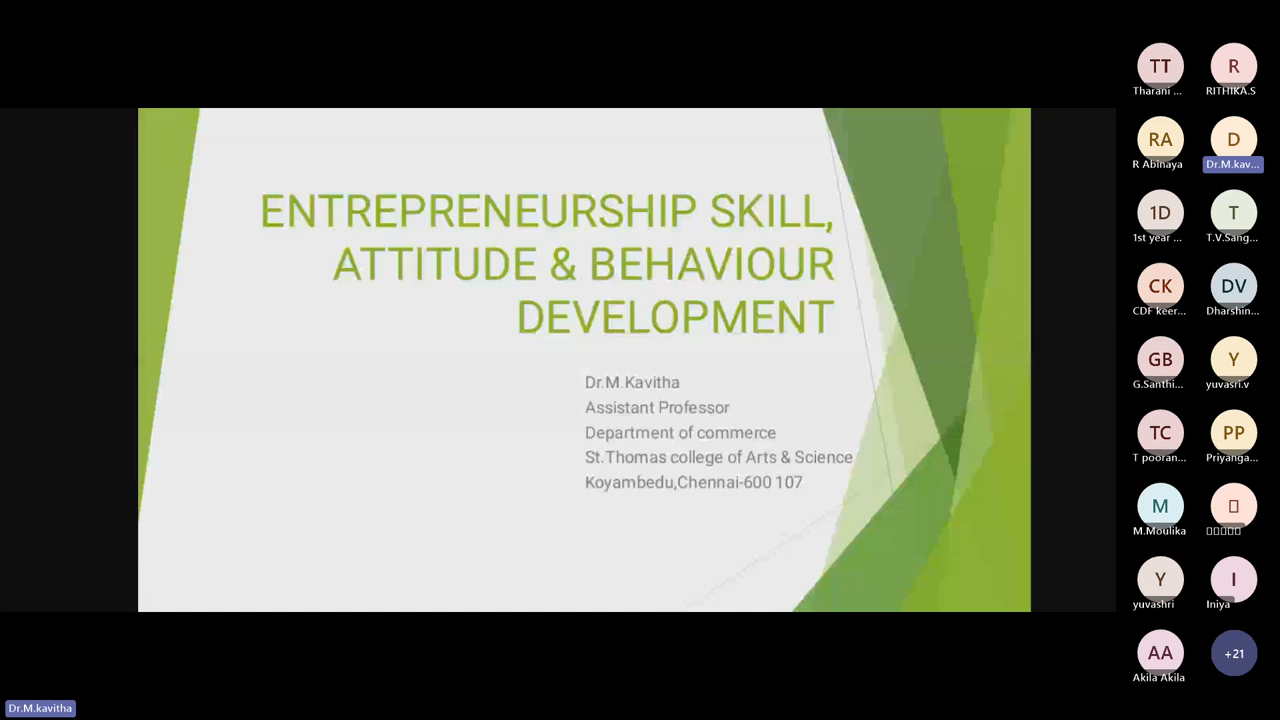 ENTREPRENEURSHIP SKILL,
ATTITUDE & BEHAVIOUR
DEVELOPMENT
Dr.M.Kavitha
Assistant Professor
Department of commerce
St.Thomas college of Arts & Science
Koyambedu,Chennai-600 107
TT
Tharani ...
R
RITHIKA.S
RA
R Abinaya
D
Dr.M.kav...
1D
1st year ...
T
T.V.Sang...
CK
CDF keer...
DV
Dharshin...
GB
G.Santhi...
Y
yuvasri.v
TC
T pooran...
PP
Priyanga...
M
M.Moulika
Y
yuvashri
I
Iniya
AA
Akila Akila
+21
Dr.M.kavitha